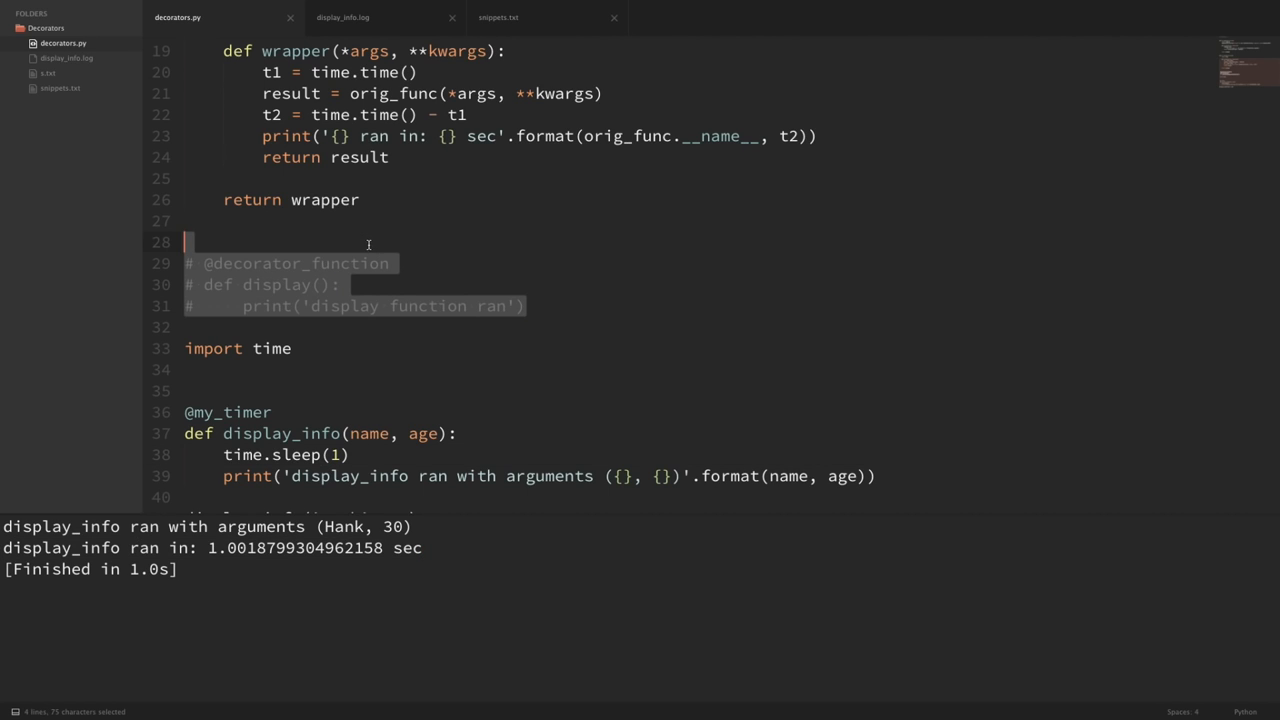 FOLDERS
Decorators
decorators.py
display_info.log
s.txt
snippets.txt
decorators.py
display_info.log
snippets.txt
19 def wrapper(*args, **kwargs):
20 t1 = time.time()
21 result = orig_func(*args, **kwargs)
22 t2 = time.time() - t1
23 print('{} ran in: {} sec'.format(orig_func.__name__, t2))
24 return result
25
26 return wrapper
27
28
29 # @decorator_function
30 # def display():
31 #     print('display function ran')
32
33 import time
34
35
36 @my_timer
37 def display_info(name, age):
38 time.sleep(1)
39 print('display_info ran with arguments ({}, {})'.format(name, age))
40
display_info ran with arguments (Hank, 30)
display_info ran in: 1.0018799304962158 sec
[Finished in 1.0s]
4 lines, 75 characters selected
Spaces: 4
Python